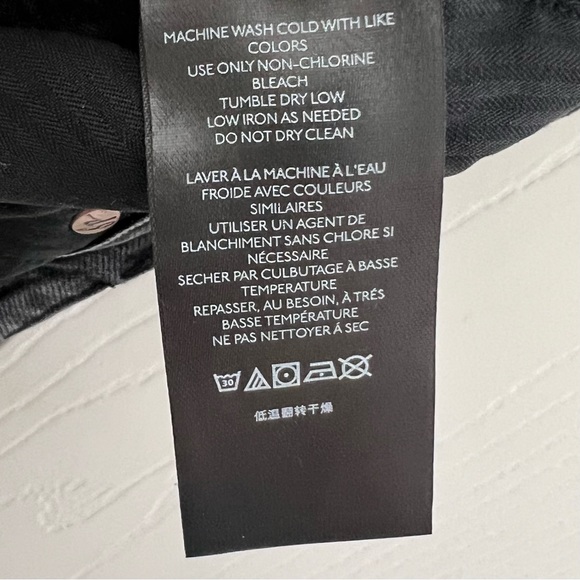 MACHINE WASH COLD WITH LIKE
COLORS
USE ONLY NON-CHLORINE
BLEACH
TUMBLE DRY LOW
LOW IRON AS NEEDED
DO NOT DRY CLEAN
LAVER À LA MACHINE À L'EAU
FROIDE AVEC COULEURS
SIMILAIRES
UTILISER UN AGENT DE
BLANCHIMENT SANS CHLORE SI
NÉCESSAIRE
SECHER PAR CULBUTAGE À BASSE
TEMPERATURE
REPASSER, AU BESOIN, À TRÉS
BASSE TEMPÉRATURE
NE PAS NETTOYER Á SEC
30
低温翻转干燥